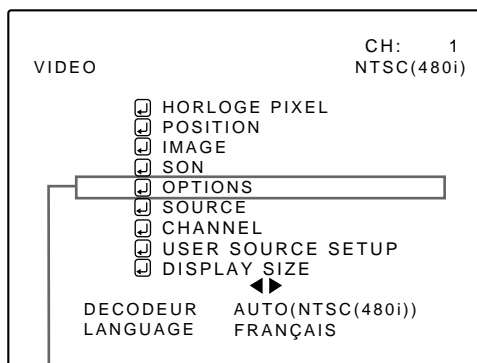 CH: 1
VIDEO NTSC(480i)
HORLOGE PIXEL
POSITION
IMAGE
SON
OPTIONS
SOURCE
CHANNEL
USER SOURCE SETUP
DISPLAY SIZE
DECODEUR AUTO(NTSC(480i))
LANGUAGE FRANÇAIS